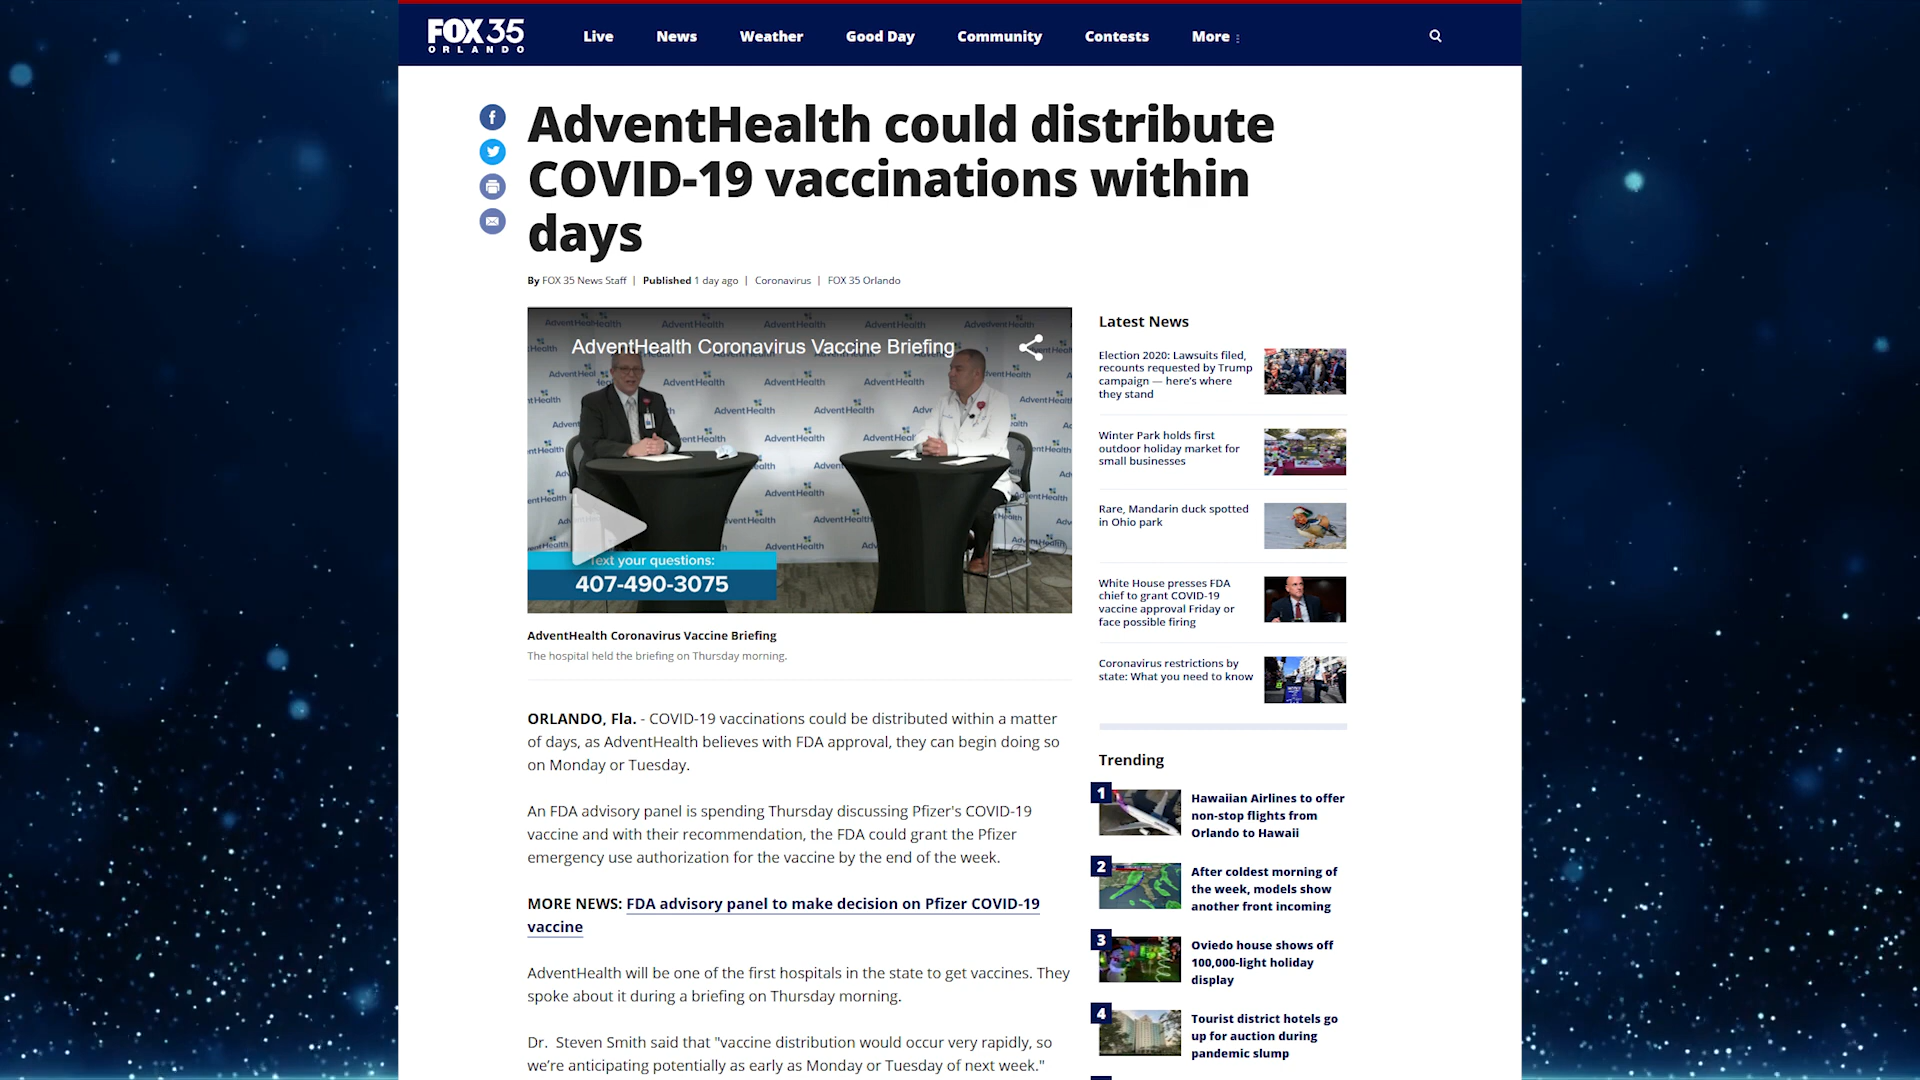 FOX 35
ORLANDO
Live
News
Weather
Good Day
Community
Contests
More
AdventHealth could distribute
COVID-19 vaccinations within
days
By FOX 35 News Staff | Published 1 day ago | Coronavirus | FOX 35 Orlando
AdventHealth Coronavirus Vaccine Briefing
Text your questions:
407-490-3075
AdventHealth Coronavirus Vaccine Briefing
The hospital held the briefing on Thursday morning.
ORLANDO, Fla. - COVID-19 vaccinations could be distributed within a matter
of days, as AdventHealth believes with FDA approval, they can begin doing so
on Monday or Tuesday.
An FDA advisory panel is spending Thursday discussing Pfizer's COVID-19
vaccine and with their recommendation, the FDA could grant the Pfizer
emergency use authorization for the vaccine by the end of the week.
MORE NEWS: FDA advisory panel to make decision on Pfizer COVID-19
vaccine
AdventHealth will be one of the first hospitals in the state to get vaccines. They
spoke about it during a briefing on Thursday morning.
Dr. Steven Smith said that "vaccine distribution would occur very rapidly, so
we're anticipating potentially as early as Monday or Tuesday of next week."
Latest News
Election 2020: Lawsuits filed,
recounts requested by Trump
campaign — here's where
they stand
Winter Park holds first
outdoor holiday market for
small businesses
Rare, Mandarin duck spotted
in Ohio park
White House presses FDA
chief to grant COVID-19
vaccine approval Friday or
face possible firing
Coronavirus restrictions by
state: What you need to know
Trending
1
Hawaiian Airlines to offer
non-stop flights from
Orlando to Hawaii
2
After coldest morning of
the week, models show
another front incoming
3
Oviedo house shows off
100,000-light holiday
display
4
Tourist district hotels go
up for auction during
pandemic slump